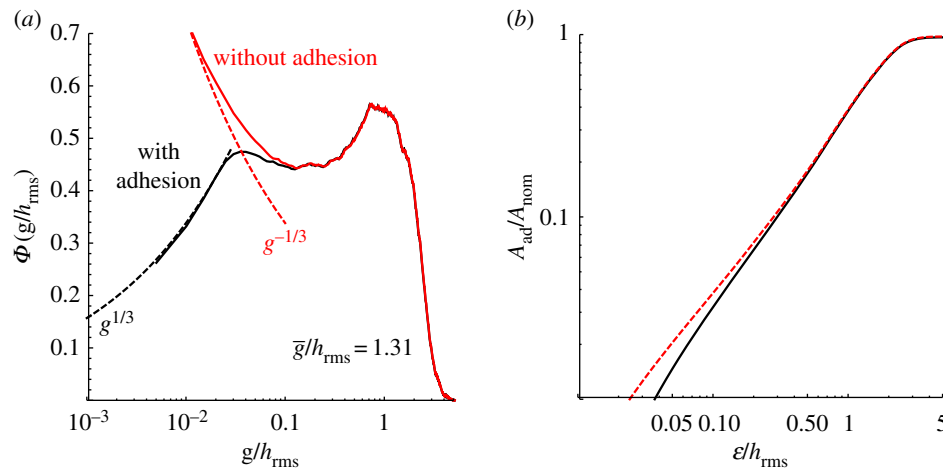 (a)
0.7
0.6
0.5
0.4
0.3
0.2
0.1
Φ (g/h_rms)
without adhesion
with
adhesion
g^{–1/3}
g^{1/3}
g̅/h_rms = 1.31
10^{–3} 10^{–2} 0.1 1
g/h_rms
(b)
1
0.1
A_ad/A_nom
0.05 0.10 0.50 1 5
ε/h_rms